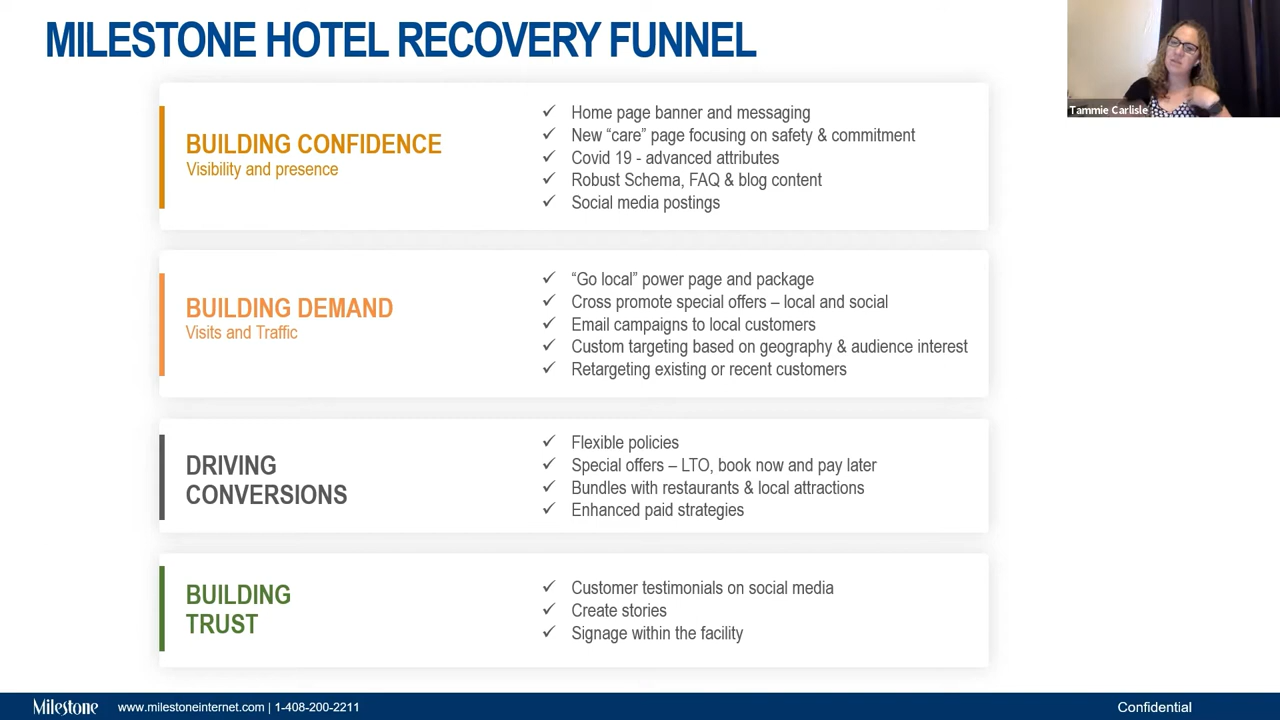 MILESTONE HOTEL RECOVERY FUNNEL
Tammie Carlisle
BUILDING CONFIDENCE
Visibility and presence
✓ Home page banner and messaging
✓ New “care” page focusing on safety & commitment
✓ Covid 19 - advanced attributes
✓ Robust Schema, FAQ & blog content
✓ Social media postings
BUILDING DEMAND
Visits and Traffic
✓ “Go local” power page and package
✓ Cross promote special offers – local and social
✓ Email campaigns to local customers
✓ Custom targeting based on geography & audience interest
✓ Retargeting existing or recent customers
DRIVING
CONVERSIONS
✓ Flexible policies
✓ Special offers – LTO, book now and pay later
✓ Bundles with restaurants & local attractions
✓ Enhanced paid strategies
BUILDING
TRUST
✓ Customer testimonials on social media
✓ Create stories
✓ Signage within the facility
Milestone www.milestoneinternet.com | 1-408-200-2211 Confidential